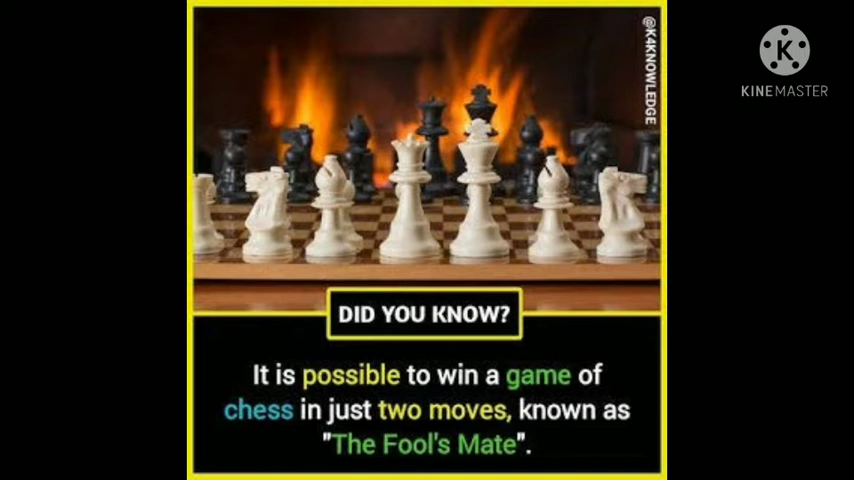 @K4KNOWLEDGE
K
KINEMASTER
DID YOU KNOW?
It is possible to win a game of
chess in just two moves, known as
"The Fool's Mate".